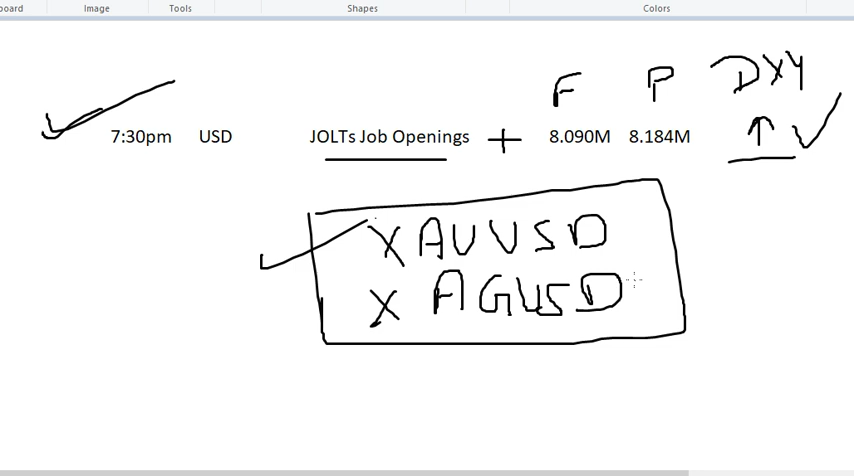 board Image Tools Shapes Colors
F P DXY
7:30pm USD JOLTs Job Openings + 8.090M 8.184M ↑
XAUUSD
XAGUSD